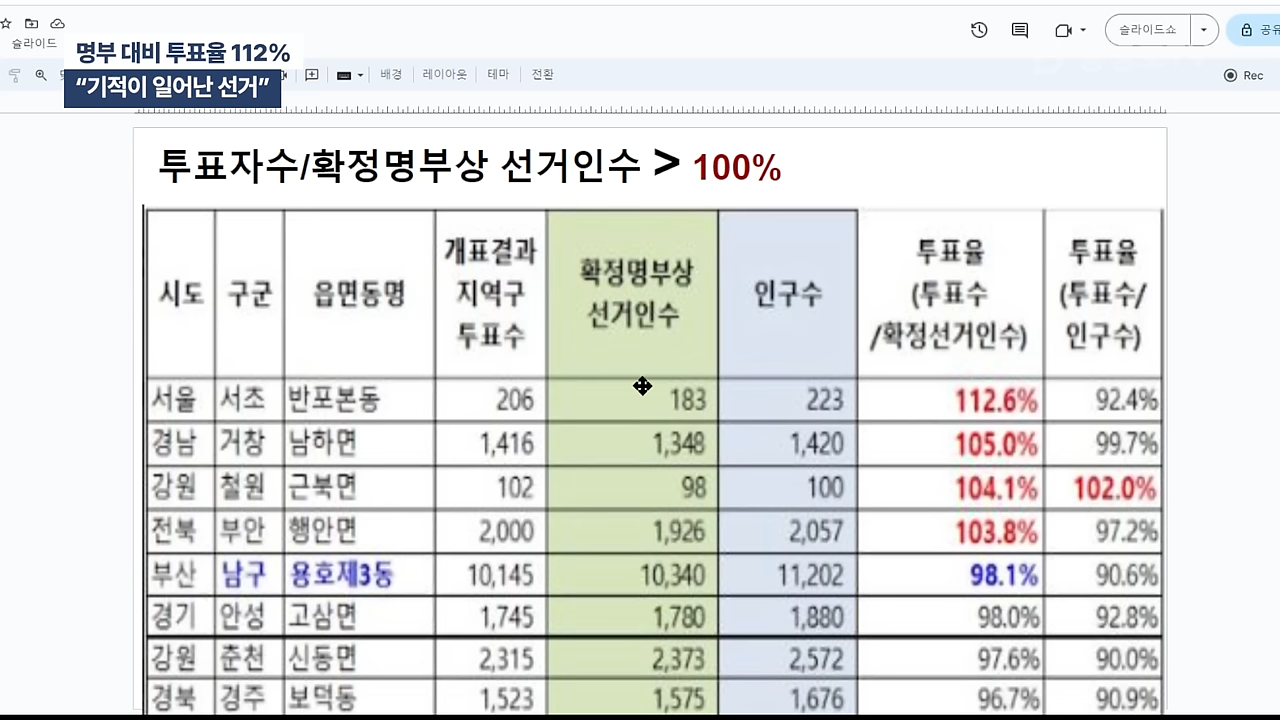 슬라이드
명부 대비 투표율 112%
"기적이 일어난 선거"
슬라이드쇼
공유
배경 레이아웃 테마 전환
Rec
투표자수/확정명부상 선거인수 > 100%
시도 구군 읍면동명 개표결과 지역구 투표수 확정명부상 선거인수 인구수 투표율 (투표수 /확정선거인수) 투표율 (투표수/ 인구수)
서울 서초 반포본동 206 183 223 112.6% 92.4%
경남 거창 남하면 1,416 1,348 1,420 105.0% 99.7%
강원 철원 근북면 102 98 100 104.1% 102.0%
전북 부안 행안면 2,000 1,926 2,057 103.8% 97.2%
부산 남구 용호제3동 10,145 10,340 11,202 98.1% 90.6%
경기 안성 고삼면 1,745 1,780 1,880 98.0% 92.8%
강원 춘천 신동면 2,315 2,373 2,572 97.6% 90.0%
경북 경주 보덕동 1,523 1,575 1,676 96.7% 90.9%